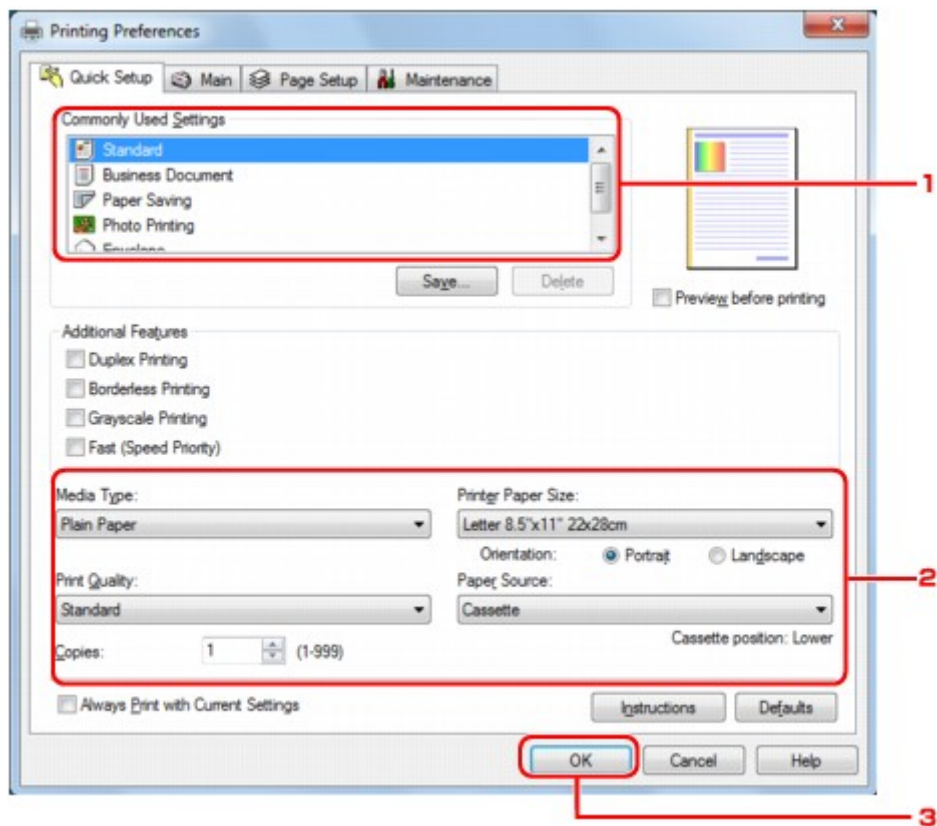 Printing Preferences
Quick Setup Main Page Setup Maintenance
Commonly Used Settings
Standard
Business Document
Paper Saving
Photo Printing
Envelope
1
Save... Delete
Preview before printing
Additional Features
Duplex Printing
Borderless Printing
Grayscale Printing
Fast (Speed Priority)
Media Type: Printer Paper Size:
Plain Paper Letter 8.5"x11" 22x28cm
Orientation: Portrait Landscape
2
Print Quality: Paper Source:
Standard Cassette
Cassette position: Lower
Copies: 1 (1-999)
Always Print with Current Settings Instructions Defaults
OK Cancel Help
3